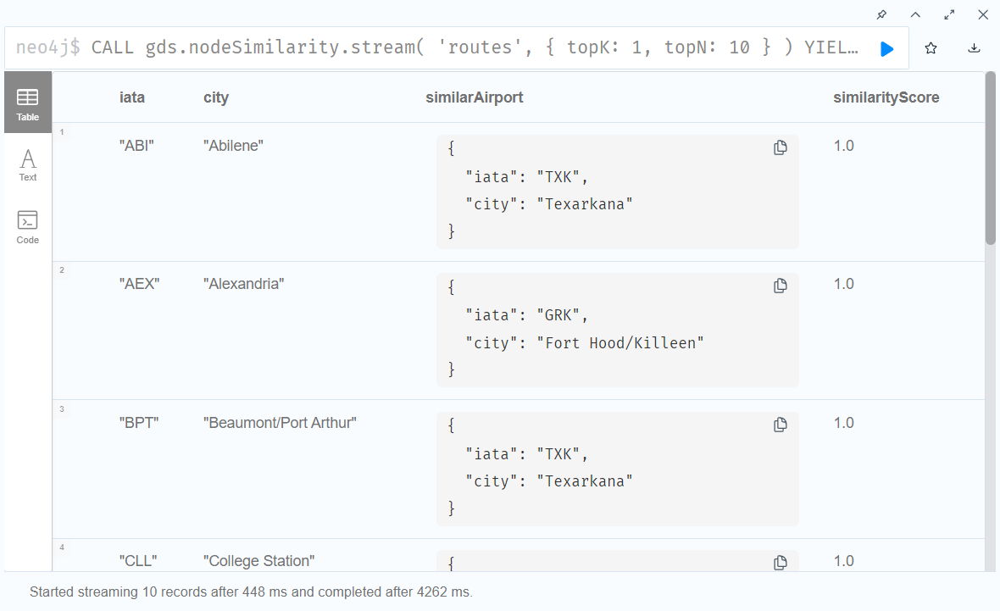 neo4j$ CALL gds.nodeSimilarity.stream( 'routes', { topK: 1, topN: 10 } ) YIEL…
Table
Text
Code
iata city similarAirport similarityScore
1
"ABI" "Abilene" { 1.0
"iata": "TXK",
"city": "Texarkana"
}
2
"AEX" "Alexandria" { 1.0
"iata": "GRK",
"city": "Fort Hood/Killeen"
}
3
"BPT" "Beaumont/Port Arthur" { 1.0
"iata": "TXK",
"city": "Texarkana"
}
4
"CLL" "College Station" { 1.0
Started streaming 10 records after 448 ms and completed after 4262 ms.